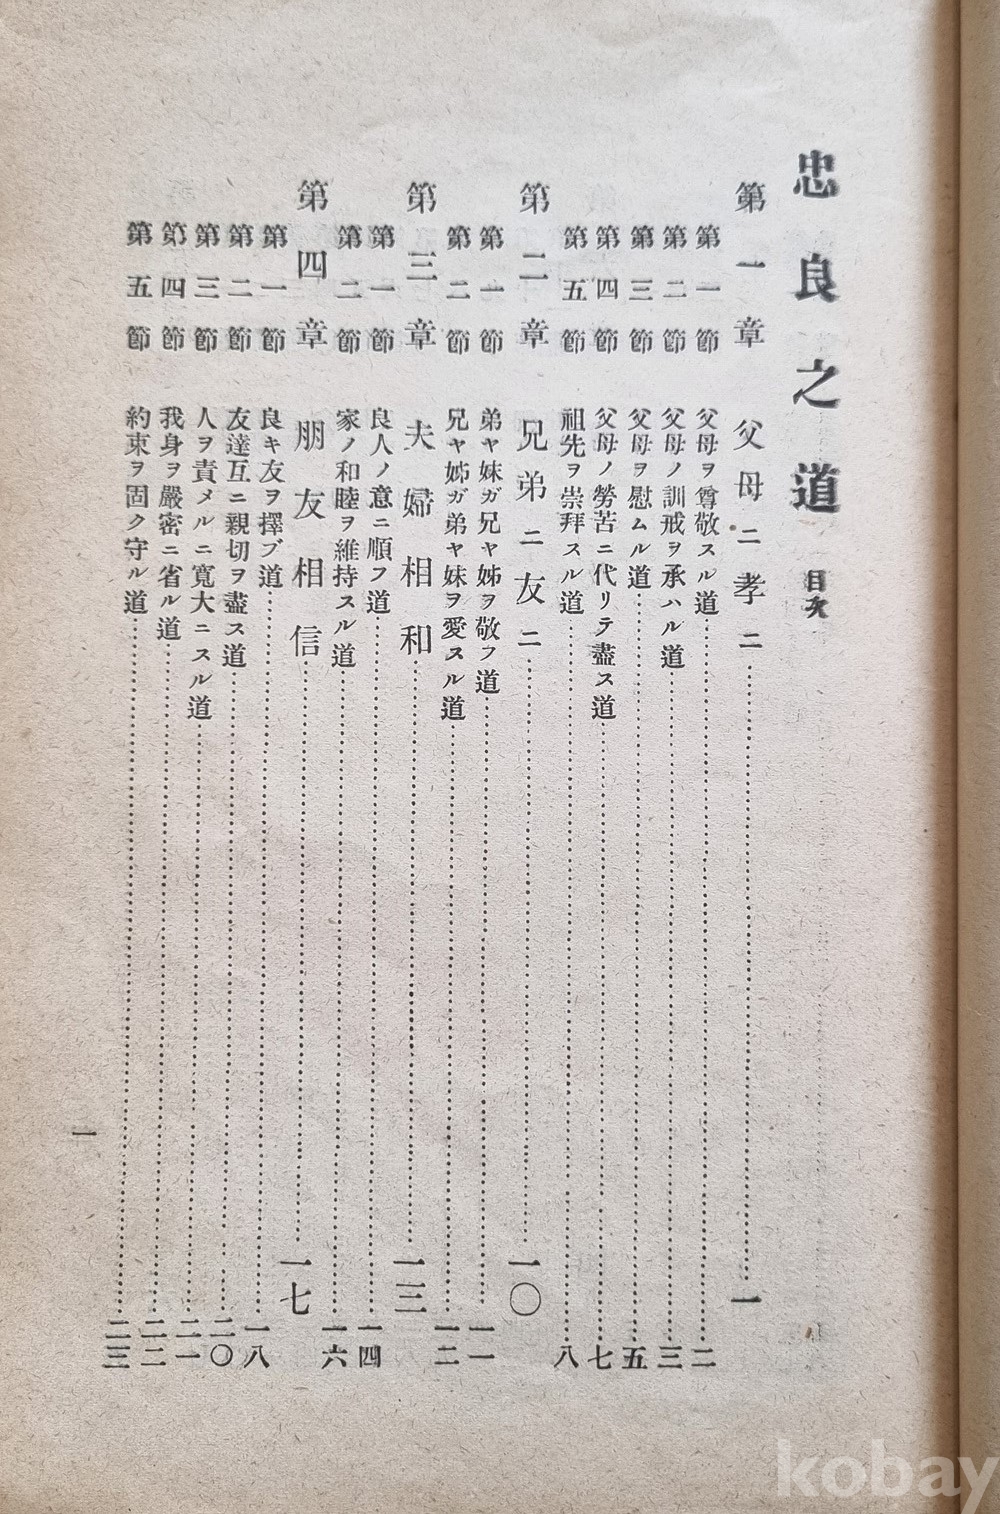 忠良之道 目次
第一章 父母ニ孝ニ……一
第一節 父母ヲ尊敬スル道……二
第二節 父母ノ訓戒ヲ承ハル道……三
第三節 父母ヲ慰ムル道……五
第四節 父母ノ勞苦ニ代リテ盡ス道……七
第五節 祖先ヲ崇拜スル道……八
第二章 兄弟ニ友ニ……一〇
第一節 弟ヤ妹ガ兄ヤ姊ヲ敬フ道……一一
第二節 兄ヤ姊ガ弟ヤ妹ヲ愛スル道……一二
第三章 夫婦相和……一三
第一節 良人ノ意ニ順フ道……一四
第二節 家ノ和睦ヲ維持スル道……一六
第四章 朋友相信……一七
第一節 良キ友ヲ擇ブ道……一八
第二節 友達互ニ親切ヲ盡ス道……二〇
第三節 人ヲ責メルニ寬大ニスル道……二一
第四節 我身ヲ嚴密ニ省ル道……二二
第五節 約束ヲ固ク守ル道……二三
一
kobay